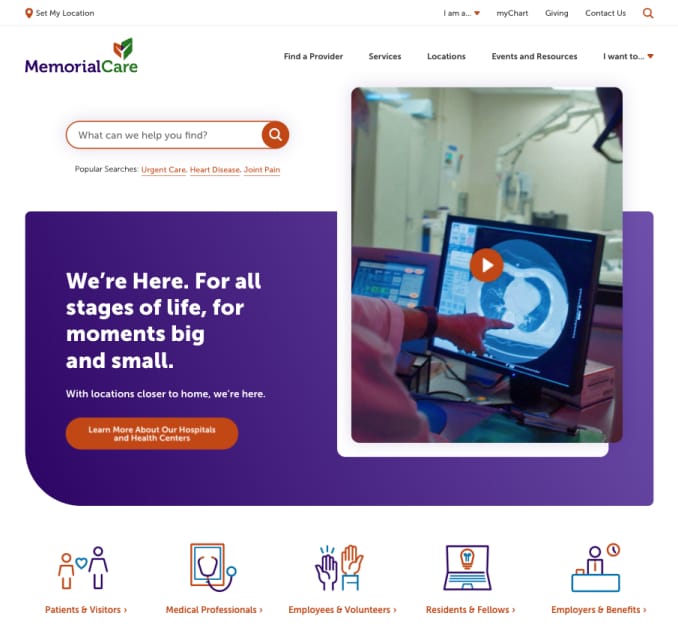 Set My Location
I am a...
myChart
Giving
Contact Us
MemorialCare
Find a Provider
Services
Locations
Events and Resources
I want to...
What can we help you find?
Popular Searches: Urgent Care, Heart Disease, Joint Pain
We’re Here. For all
stages of life, for
moments big
and small.
With locations closer to home, we’re here.
Learn More About Our Hospitals
and Health Centers
Patients & Visitors ›
Medical Professionals ›
Employees & Volunteers ›
Residents & Fellows ›
Employers & Benefits ›